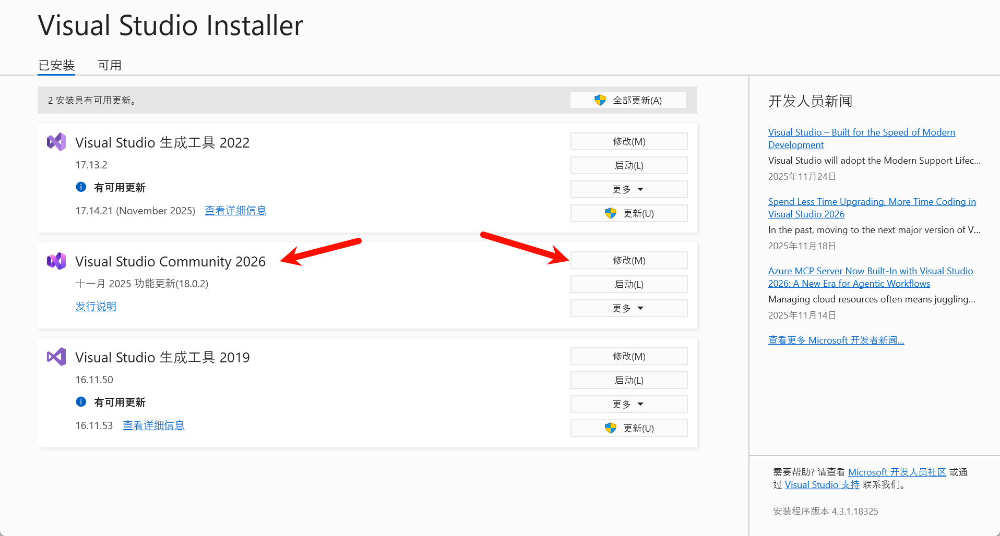 Visual Studio Installer
已安装
可用
2 安装具有可用更新。
全部更新(A)
Visual Studio 生成工具 2022
17.13.2
有可用更新
17.14.21 (November 2025) 查看详细信息
修改(M)
启动(L)
更多
更新(U)
Visual Studio Community 2026
十一月 2025 功能更新(18.0.2)
发行说明
修改(M)
启动(L)
更多
Visual Studio 生成工具 2019
16.11.50
有可用更新
16.11.53 查看详细信息
修改(M)
启动(L)
更多
更新(U)
开发人员新闻
Visual Studio – Built for the Speed of Modern
Development
Visual Studio will adopt the Modern Support Lifec...
2025年11月24日
Spend Less Time Upgrading, More Time Coding in
Visual Studio 2026
In the past, moving to the next major version of V...
2025年11月18日
Azure MCP Server Now Built-In with Visual Studio
2026: A New Era for Agentic Workflows
Managing cloud resources often means juggling...
2025年11月14日
查看更多 Microsoft 开发者新闻...
需要帮助? 请查看 Microsoft 开发人员社区 或通
过 Visual Studio 支持 联系我们。
安装程序版本 4.3.1.18325